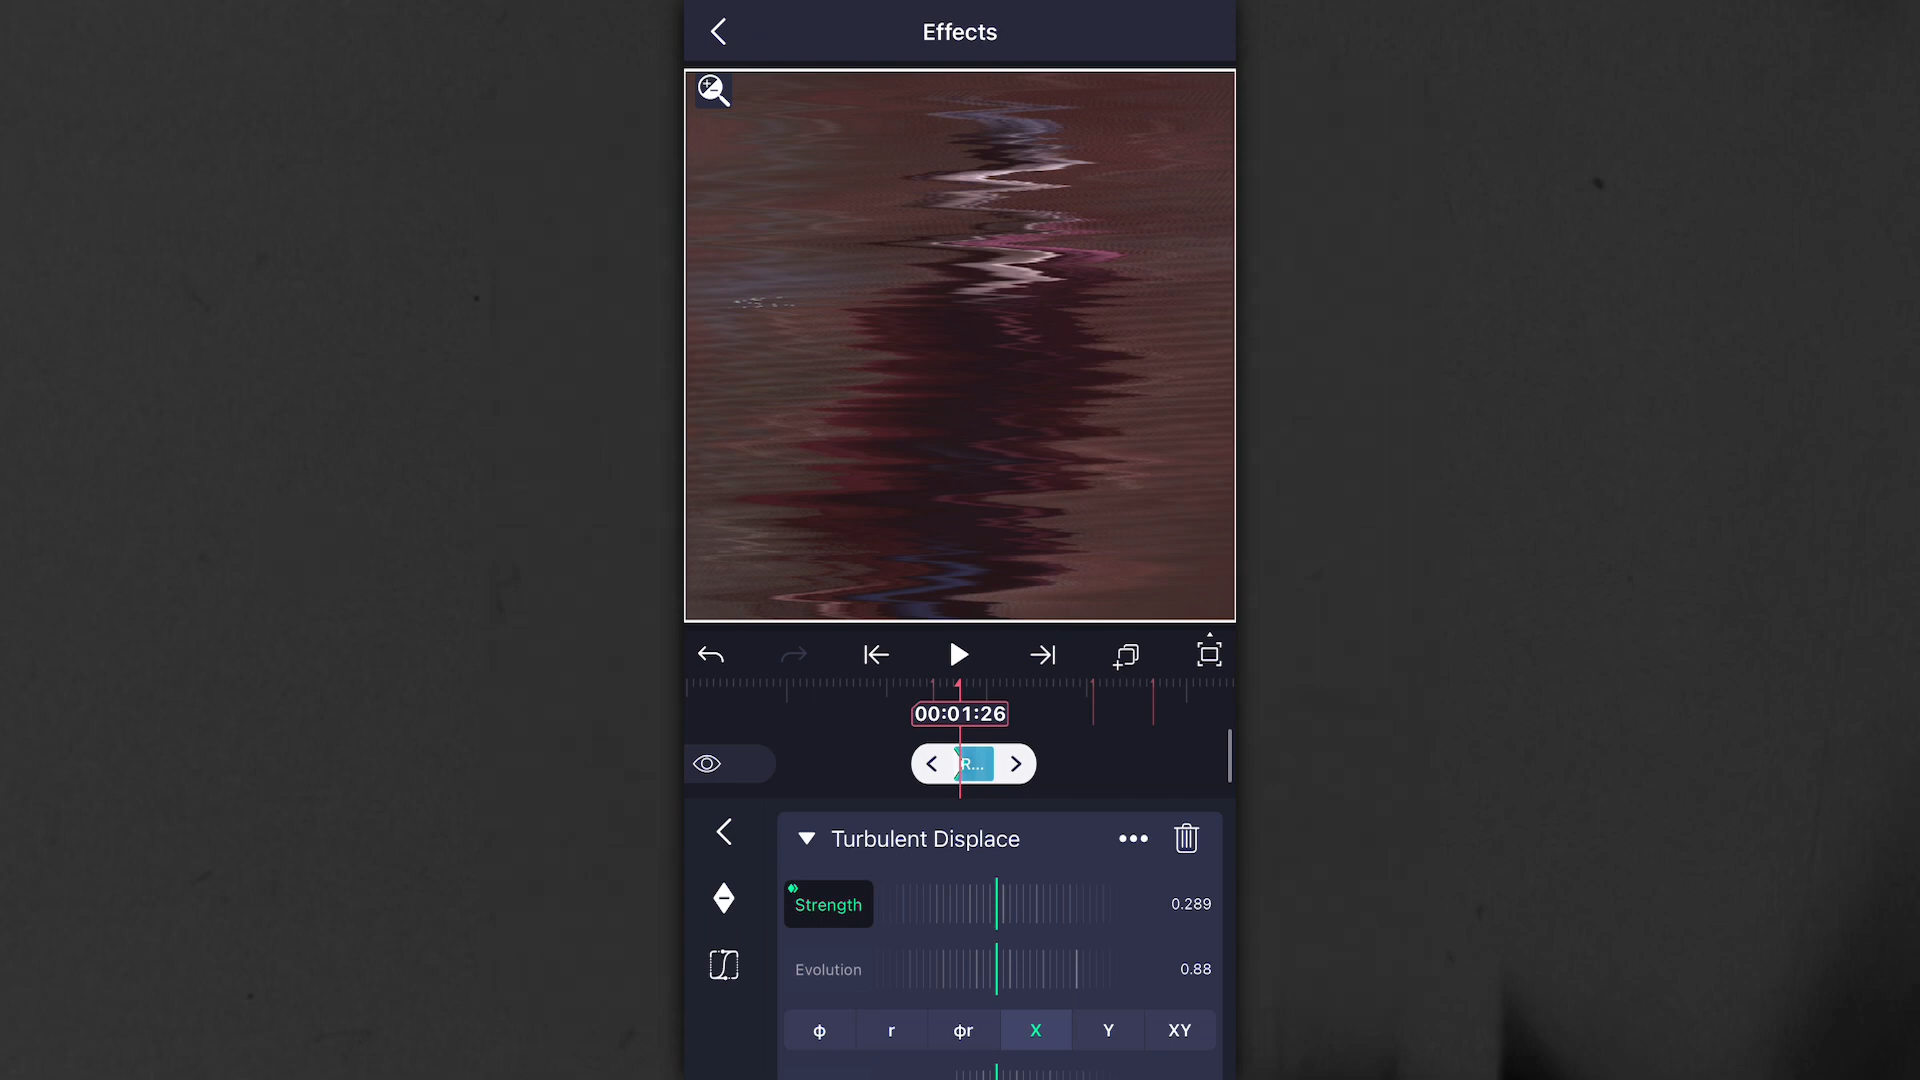 Effects
00:01:26
R...
Turbulent Displace
Strength
0.289
Evolution
0.88
ϕ r ϕr X Y XY